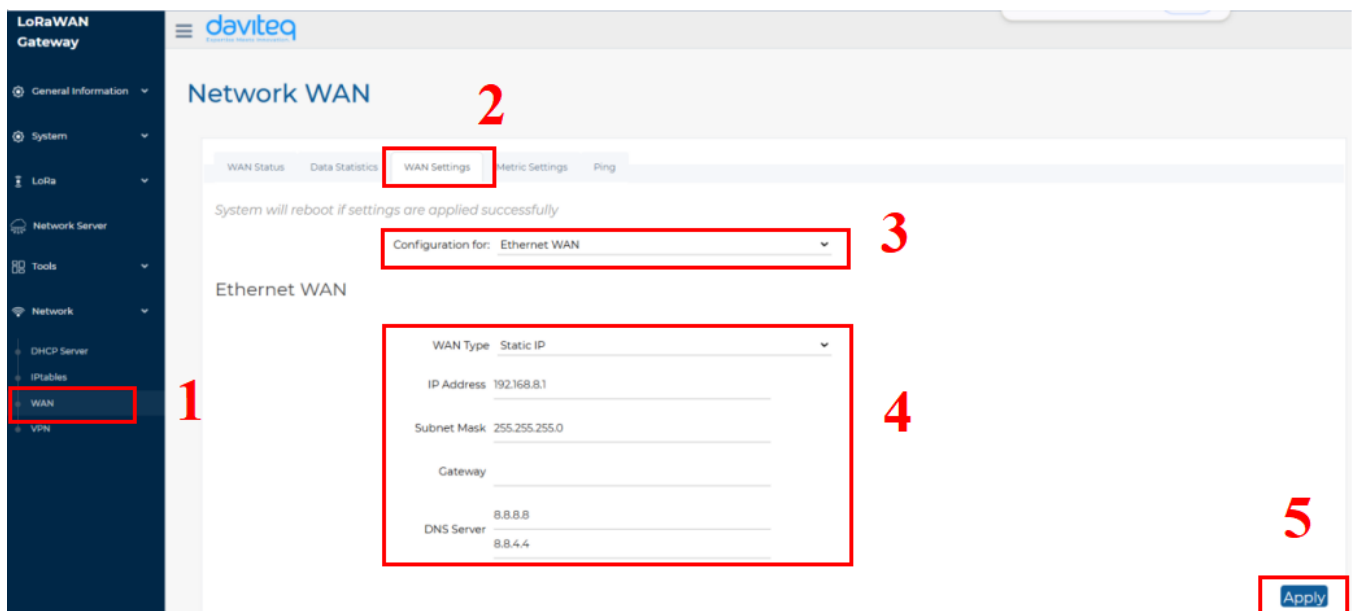 LoRaWAN
Gateway
General Information
System
LoRa
Network Server
Tools
Network
DHCP Server
IPtables
WAN
VPN
1
daviteq
Network WAN
2
WAN Status Data Statistics WAN Settings Metric Settings Ping
System will reboot if settings are applied successfully
Configuration for: Ethernet WAN
3
Ethernet WAN
WAN Type Static IP
IP Address 192.168.8.1
Subnet Mask 255.255.255.0
4
Gateway
DNS Server 8.8.8.8
8.8.4.4
5
Apply